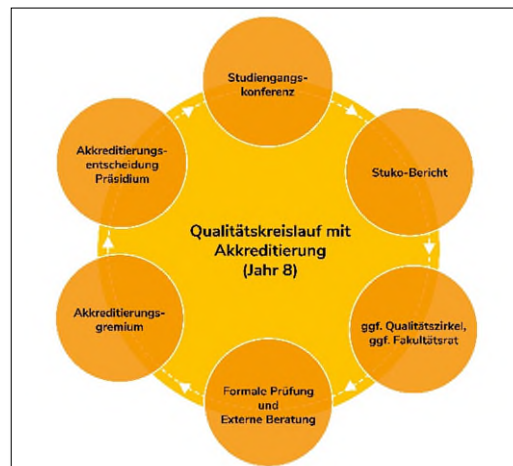 Studiengangs-
konferenz
Stuko-Bericht
ggf. Qualitätszirkel,
ggf. Fakultätsrat
Formale Prüfung
und
Externe Beratung
Akkreditierungs-
gremium
Akkreditierungs-
entscheidung
Präsidium
Qualitätskreislauf mit
Akkreditierung
(Jahr 8)